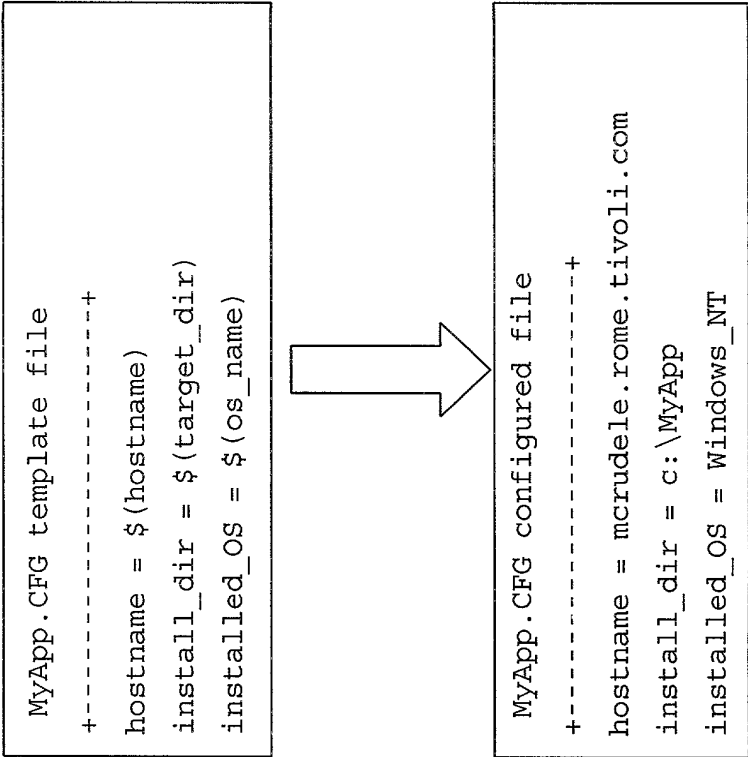 MyApp.CFG template file
+-----------------------+
hostname = $(hostname)
install_dir = $(target_dir)
installed_OS = $(os_name)
MyApp.CFG configured file
+-------------------------+
hostname = mcrudele.rome.tivoli.com
install_dir = c:\MyApp
installed_OS = Windows_NT